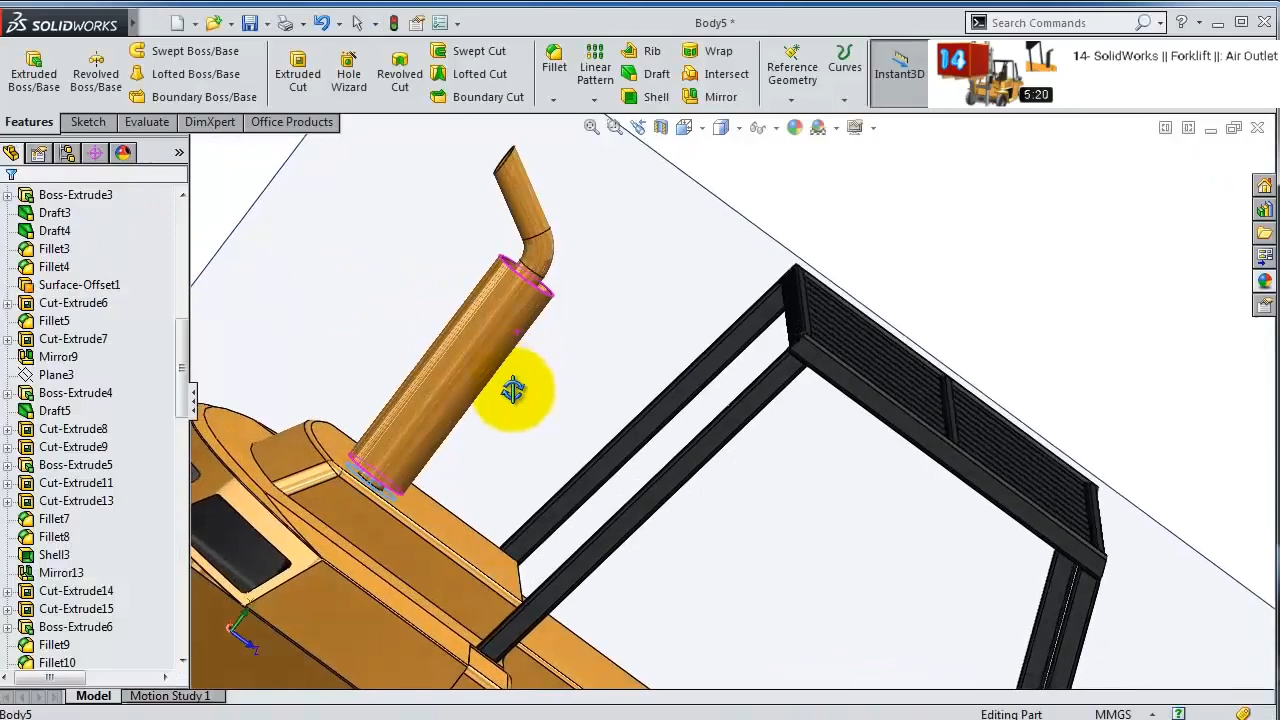 SOLIDWORKS
Body5 *
Search Commands
Extruded Boss/Base
Revolved Boss/Base
Swept Boss/Base
Lofted Boss/Base
Boundary Boss/Base
Extruded Cut
Hole Wizard
Revolved Cut
Swept Cut
Lofted Cut
Boundary Cut
Fillet
Linear Pattern
Rib
Draft
Shell
Wrap
Intersect
Mirror
Reference Geometry
Curves
Instant3D
14
5:20
14- SolidWorks || Forklift ||: Air Outlet
Features
Sketch
Evaluate
DimXpert
Office Products
Boss-Extrude3
Draft3
Draft4
Fillet3
Fillet4
Surface-Offset1
Cut-Extrude6
Fillet5
Cut-Extrude7
Mirror9
Plane3
Boss-Extrude4
Draft5
Cut-Extrude8
Cut-Extrude9
Boss-Extrude5
Cut-Extrude11
Cut-Extrude13
Fillet7
Fillet8
Shell3
Mirror13
Cut-Extrude14
Cut-Extrude15
Boss-Extrude6
Fillet9
Fillet10
Z
Model
Motion Study 1
Body5
Editing Part
MMGS